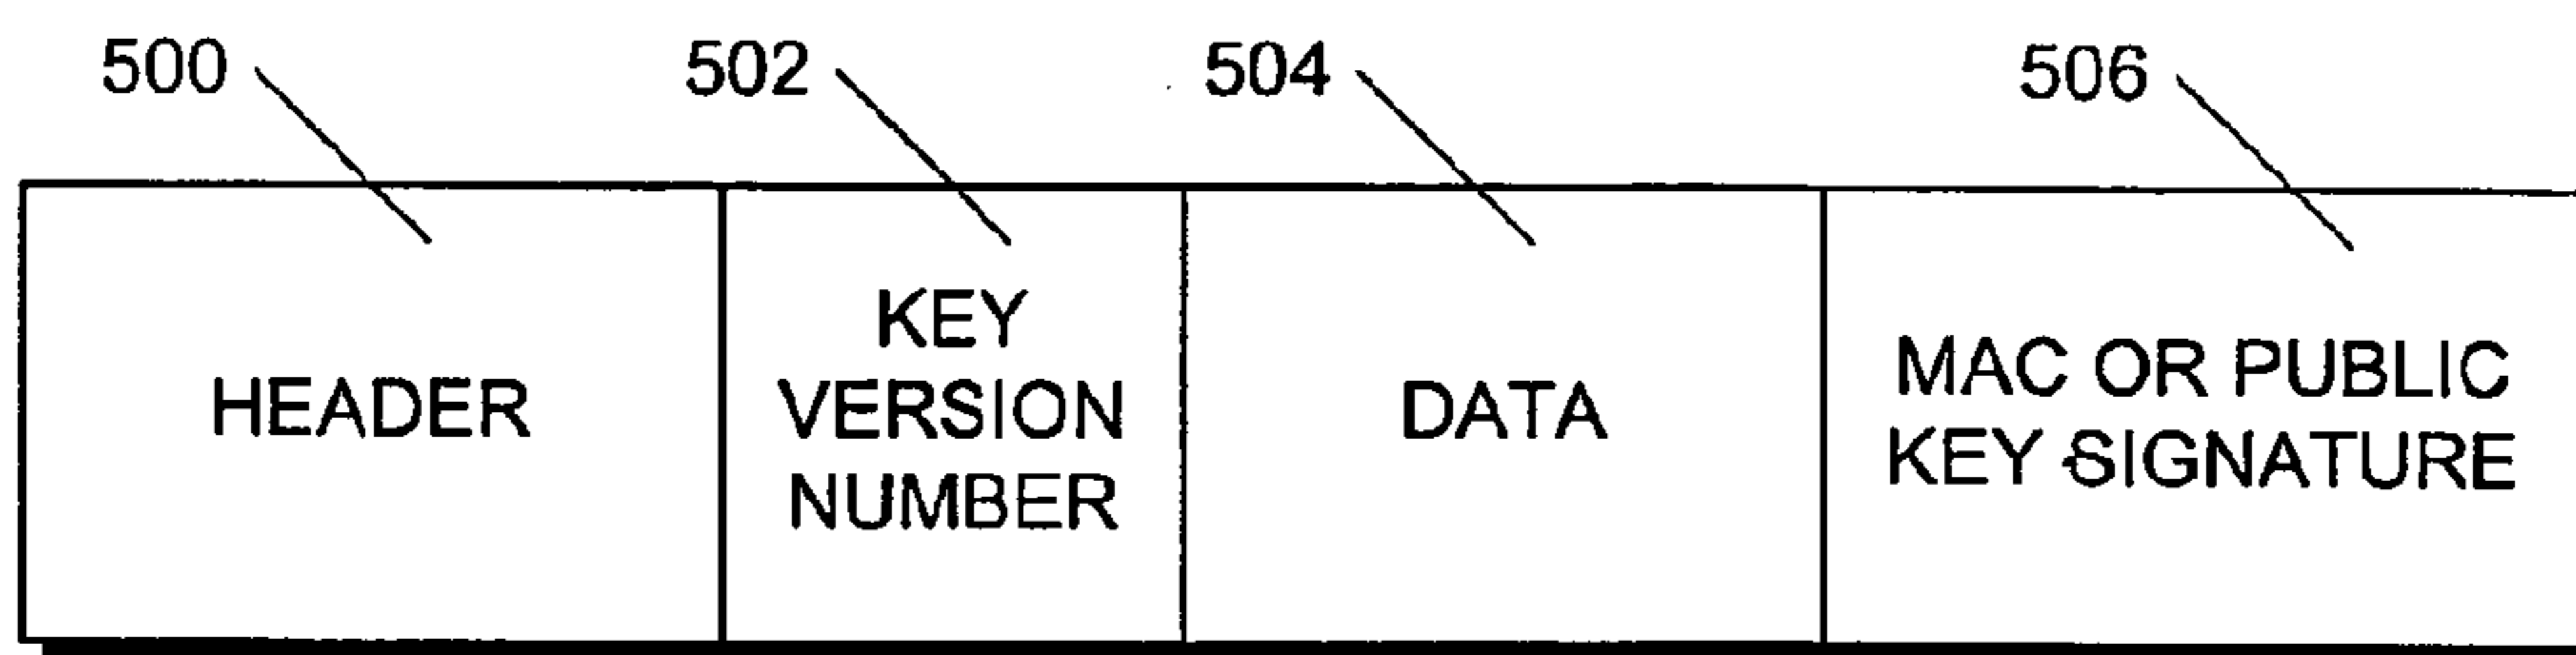 500 502 504 506
HEADER
KEY
VERSION
NUMBER
DATA
MAC OR PUBLIC
KEY SIGNATURE